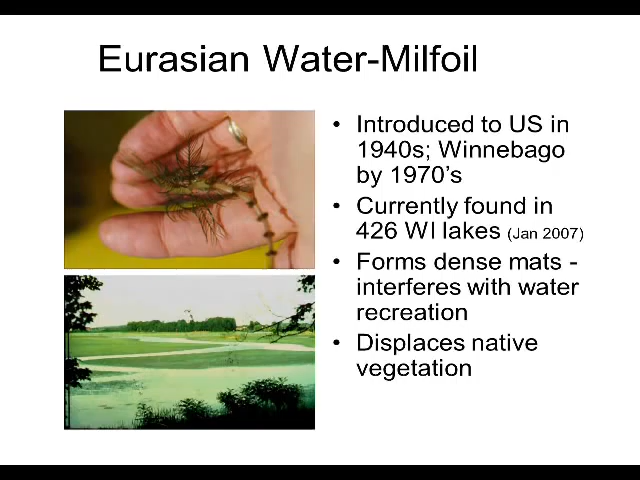 Eurasian Water-Milfoil
• Introduced to US in
1940s; Winnebago
by 1970's
• Currently found in
426 WI lakes (Jan 2007)
• Forms dense mats -
interferes with water
recreation
• Displaces native
vegetation